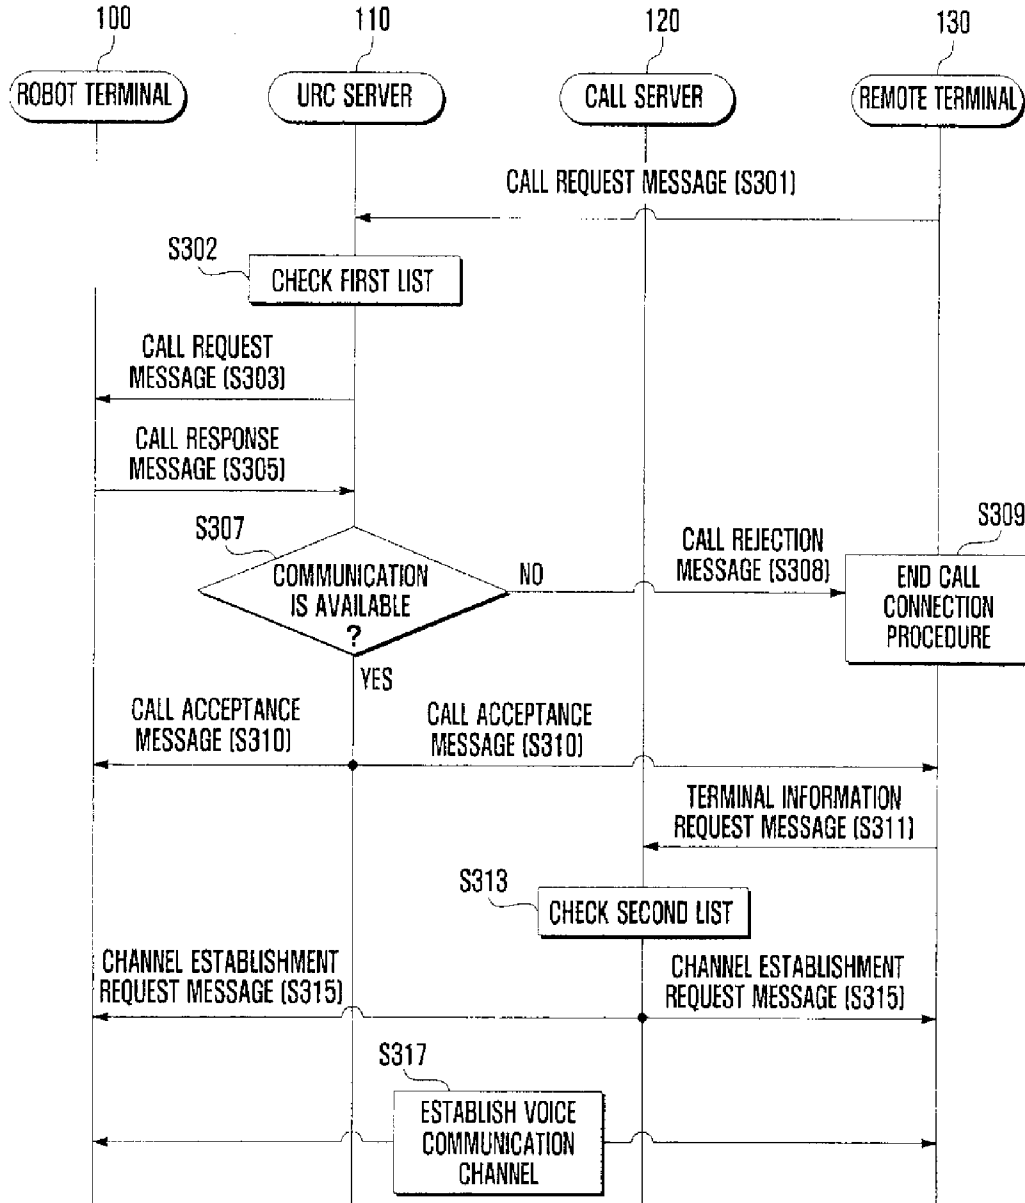 100
110
120
130
ROBOT TERMINAL
URC SERVER
CALL SERVER
REMOTE TERMINAL
CALL REQUEST MESSAGE (S301)
S302
CHECK FIRST LIST
CALL REQUEST
MESSAGE (S303)
CALL RESPONSE
MESSAGE (S305)
S307
COMMUNICATION
IS AVAILABLE
?
NO
YES
CALL REJECTION
MESSAGE (S308)
S309
END CALL
CONNECTION
PROCEDURE
CALL ACCEPTANCE
MESSAGE (S310)
CALL ACCEPTANCE
MESSAGE (S310)
TERMINAL INFORMATION
REQUEST MESSAGE (S311)
S313
CHECK SECOND LIST
CHANNEL ESTABLISHMENT
REQUEST MESSAGE (S315)
CHANNEL ESTABLISHMENT
REQUEST MESSAGE (S315)
S317
ESTABLISH VOICE
COMMUNICATION
CHANNEL